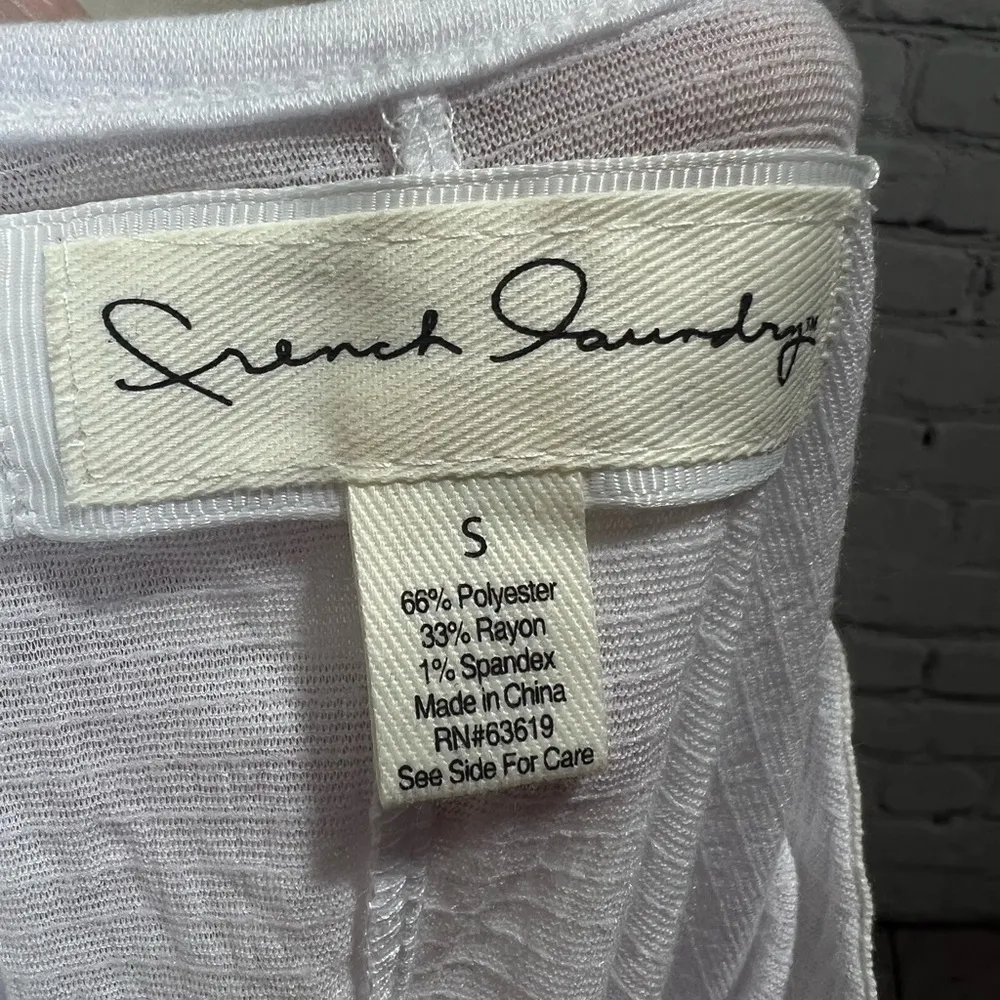 French Laundry™
S
66% Polyester
33% Rayon
1% Spandex
Made in China
RN#63619
See Side For Care